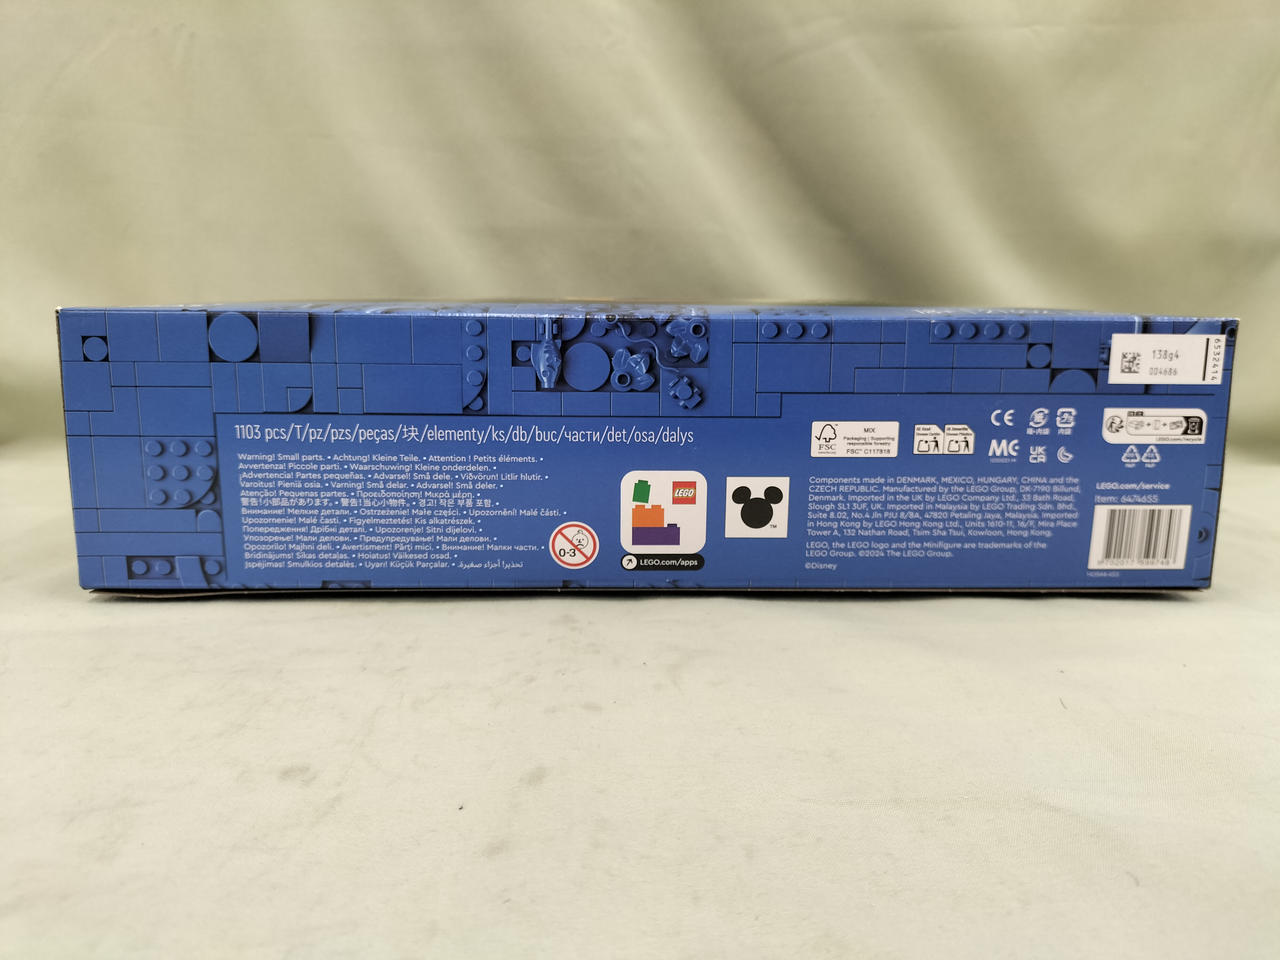 138g4
004686
6532414
1103 pcs/T/pz/pzs/peças/块/elementy/ks/db/buc/части/det/osa/dalys
Warning! Small parts. • Achtung! Kleine Teile. • Attention ! Petits éléments. •
Avvertenza! Piccole parti. • Waarschuwing! Kleine onderdelen. •
¡Advertencia! Partes pequeñas. • Advarsel! Små dele. • Viðvörun! Litlir hlutir. •
Varoitus! Pieniä osia. • Varning! Små delar. • Advarsel! Små deler. •
Atenção! Pequenas partes. • Προειδοποίηση! Μικρά μέρη. •
警告!小部品があります。• 警告!当心小物件。• 경고! 작은 부품 포함. •
Внимание! Мелкие детали. • Ostrzeżenie! Małe części. • Upozornění! Malé části. •
Upozornenie! Malé časti. • Figyelmeztetés! Kis alkatrészek. •
Попередження! Дрібні деталі. • Upozorenje! Sitni dijelovi. •
Упозорење! Мали делови. • Предупредување! Мали делови. •
Opozorilo! Majhni deli. • Avertisment! Părți mici. • Внимание! Малки части. •
Brīdinājums! Sīkas detaļas. • Hoiatus! Väikesed osad. •
Įspėjimas! Smulkios detalės. • Uyarı! Küçük Parçalar. • تحذير! أجزاء صغيرة. •
0-3
LEGO
LEGO.com/apps
TM
FSC
www.fsc.org
MIX
Packaging | Supporting
responsible forestry
FSC™ C117818
CE
UK
CA
Components made in DENMARK, MEXICO, HUNGARY, CHINA and the
CZECH REPUBLIC. Manufactured by the LEGO Group, DK-7190 Billund,
Denmark. Imported in the UK by LEGO Company Ltd., 33 Bath Road,
Slough SL1 3UF, UK. Imported in Malaysia by LEGO Trading Sdn. Bhd.,
Suite 8.02, No.4 Jln PJU 8/8A, 47820 Petaling Jaya, Malaysia. Imported
in Hong Kong by LEGO Hong Kong Ltd., Units 1610-11, 16/F, Mira Place
Tower A, 132 Nathan Road, Tsim Sha Tsui, Kowloon, Hong Kong.
LEGO, the LEGO logo and the Minifigure are trademarks of the
LEGO Group. ©2024 The LEGO Group.
©Disney
LEGO.com/recycle
PAP
PAP
LEGO.com/service
Item: 6474655